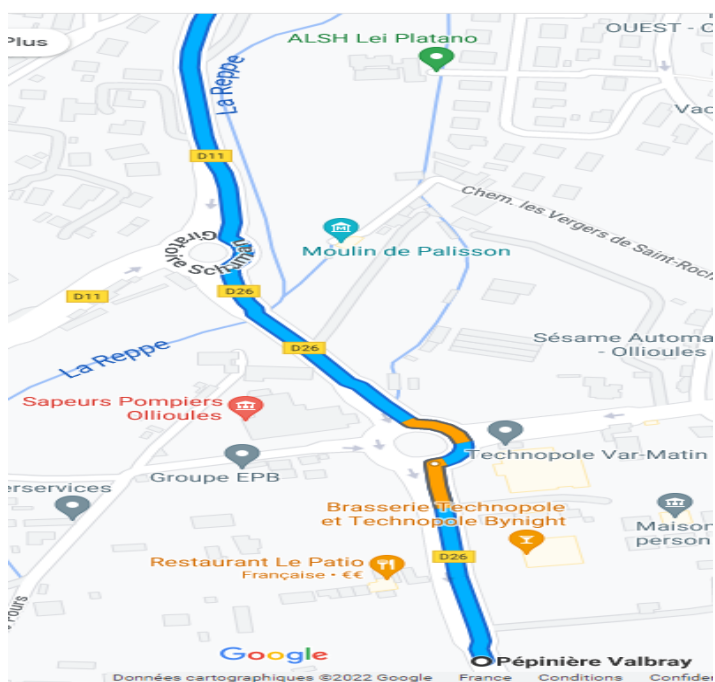 Plus
ALSH Lei Platano
OUEST - C
La Reppe
Vac
D11
Chem. les Vergers de Saint-Roch
Moulin de Palisson
Giratoire Schuman
D26
D11
D26
La Reppe
Sésame Automa
- Ollioules
Sapeurs Pompiers
Ollioules
Technopole Var-Matin
Groupe EPB
erservices
Brasserie Technopole
et Technopole Bynight
Maison
person
Restaurant Le Patio
Française • €€
D26
Fours
Google
Pépinière Valbray
Données cartographiques ©2022 Google France Conditions Confider